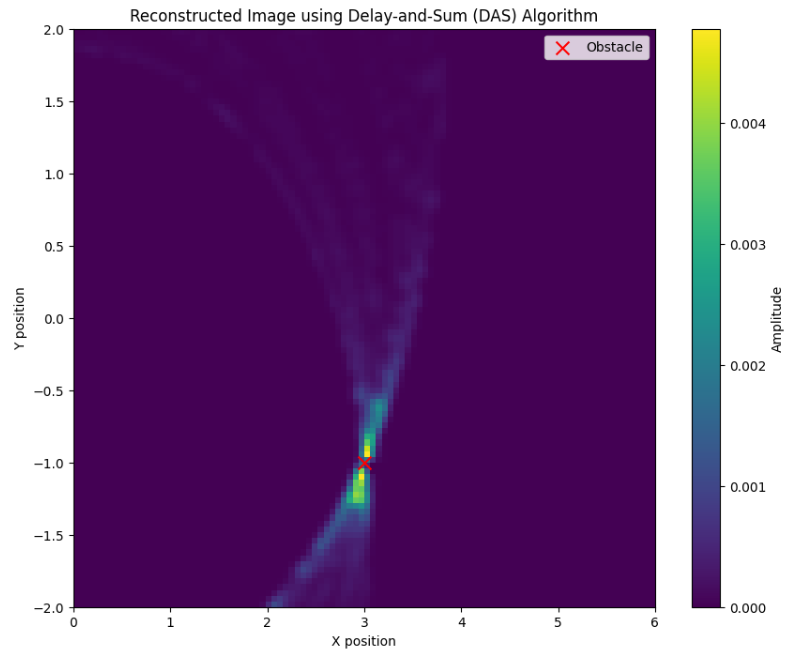 Reconstructed Image using Delay-and-Sum (DAS) Algorithm
Obstacle
2.0
1.5
1.0
0.5
0.0
−0.5
−1.0
−1.5
−2.0
Y position
0 1 2 3 4 5 6
X position
0.004
0.003
0.002
0.001
0.000
Amplitude